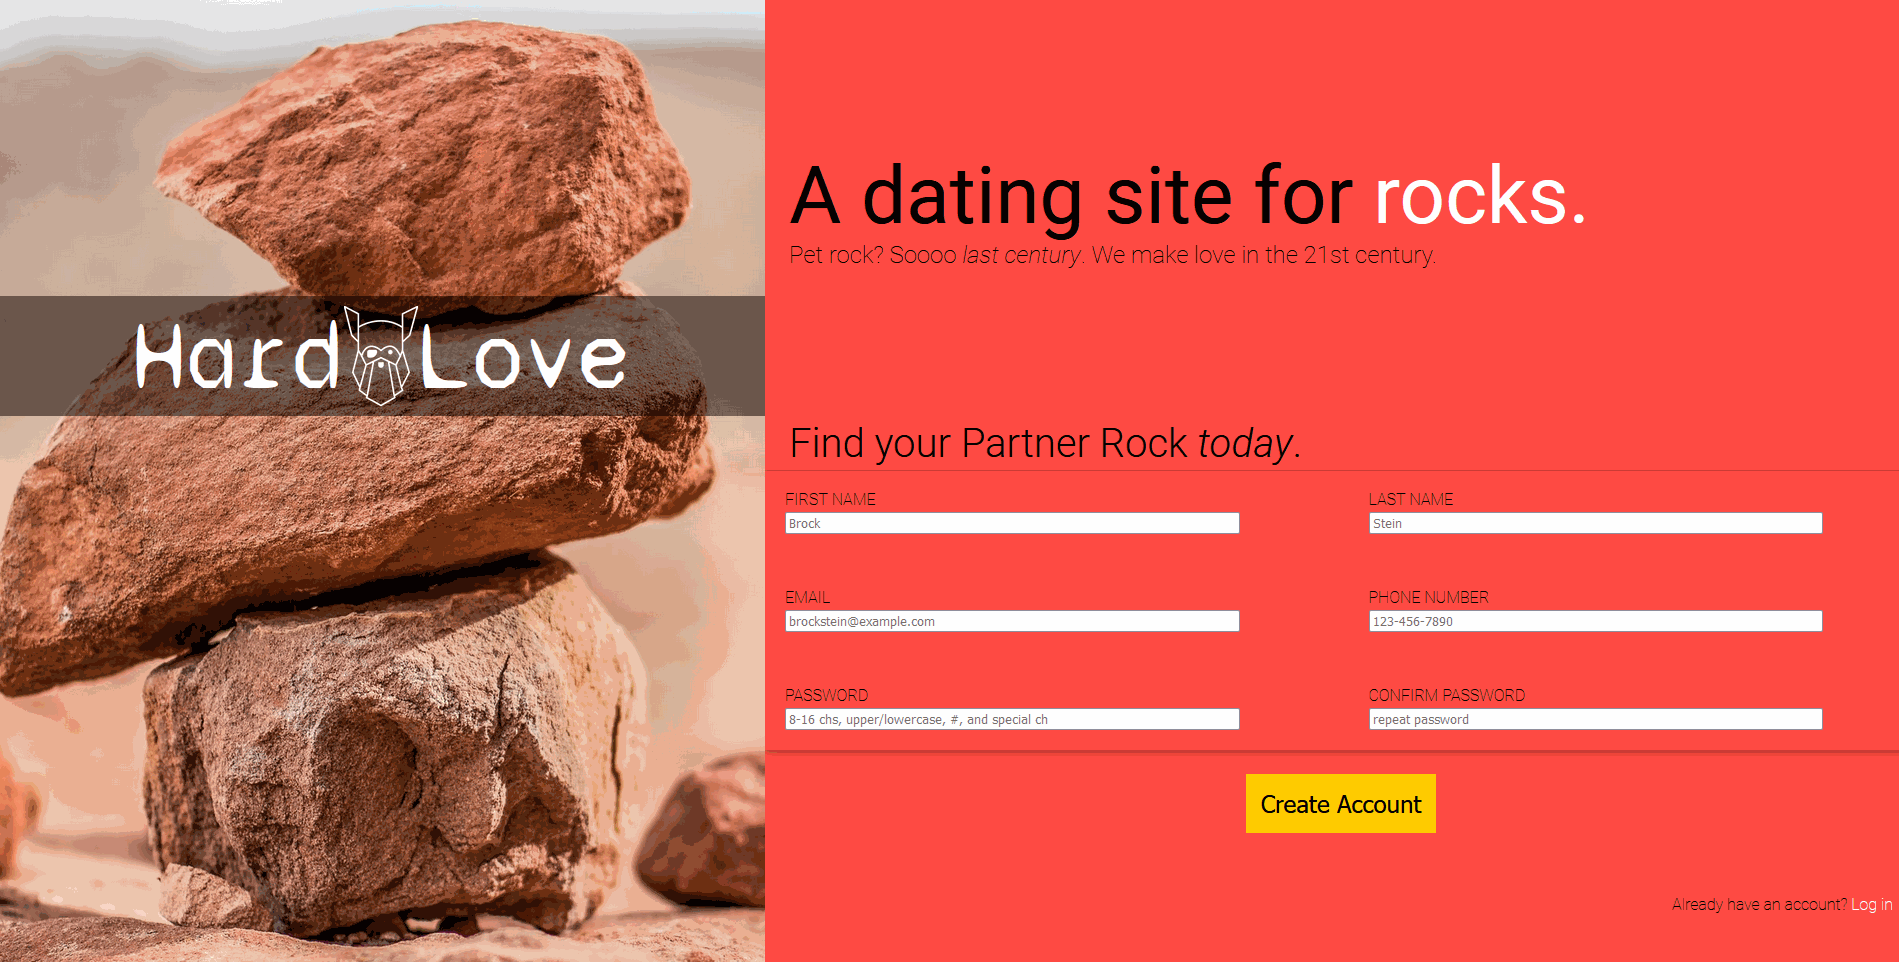 Hard Love
A dating site for rocks.
Pet rock? Soooo last century. We make love in the 21st century.
Find your Partner Rock today.
FIRST NAME
Brock
LAST NAME
Stein
EMAIL
brockstein@example.com
PHONE NUMBER
123-456-7890
PASSWORD
8-16 chs, upper/lowercase, #, and special ch
CONFIRM PASSWORD
repeat password
Create Account
Already have an account? Log in